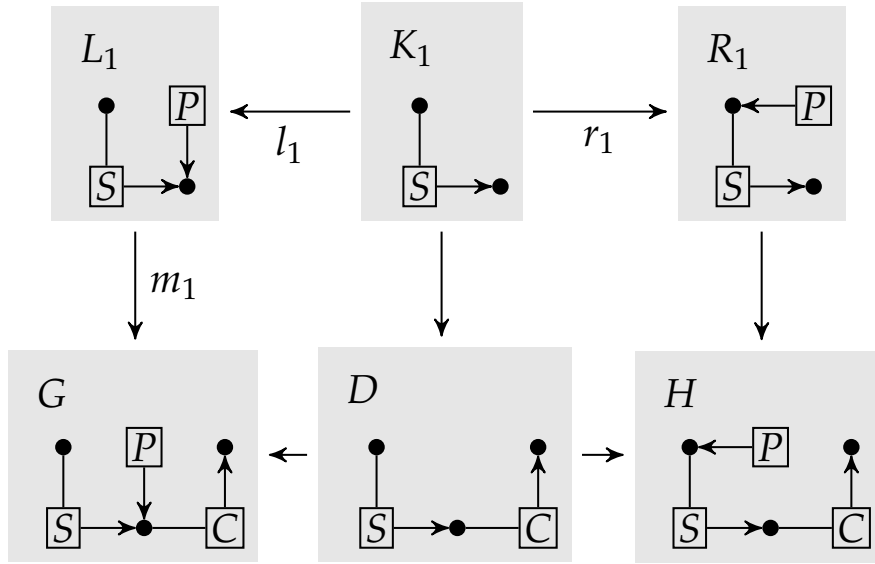 L₁ K₁ R₁
P P
l₁ r₁
S S S
m₁
G D H
P P
S C S C S C